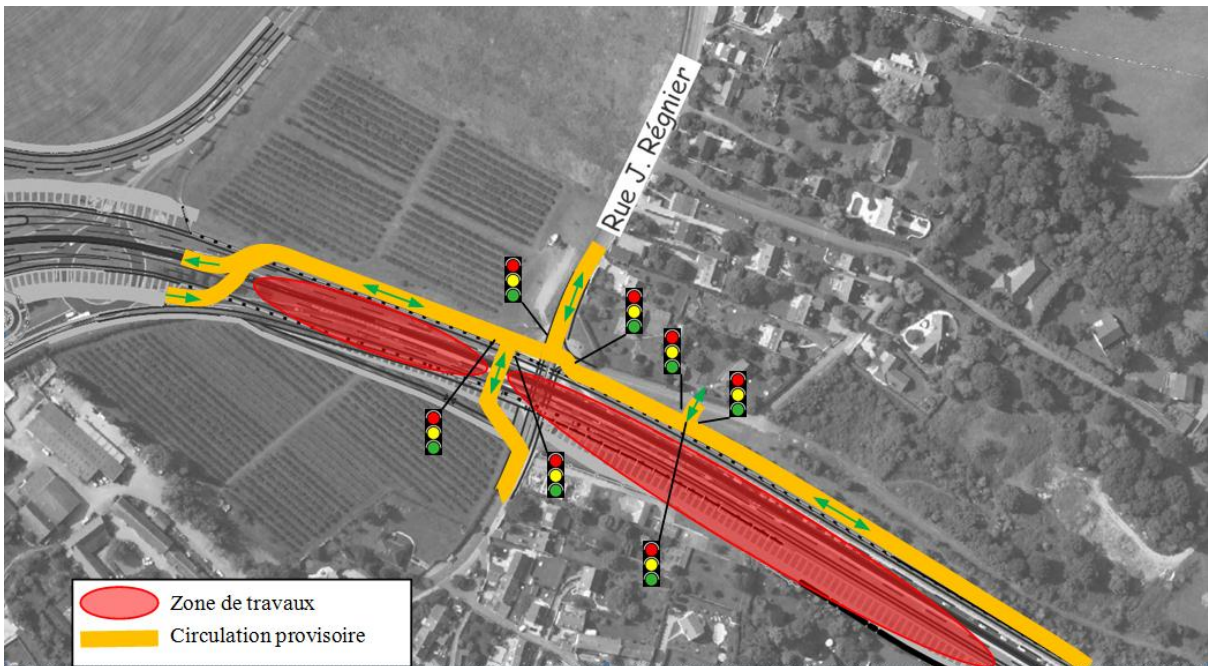 Rue J. Régnier
Zone de travaux
Circulation provisoire